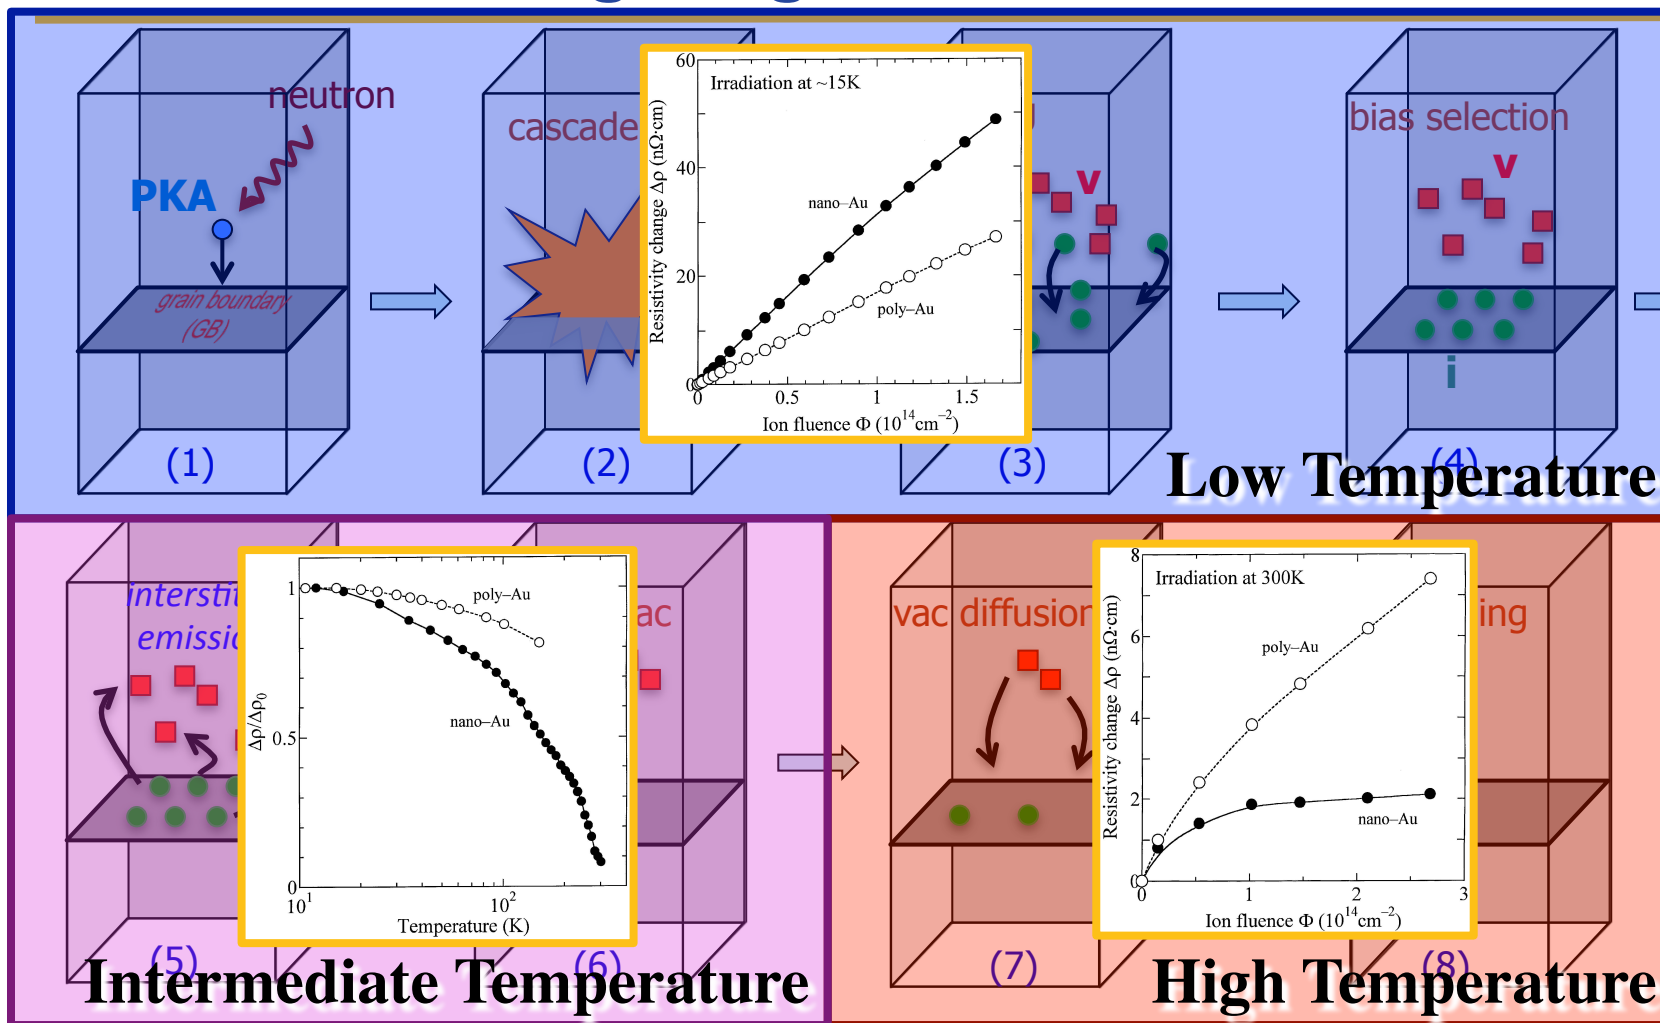 neutron
PKA
grain boundary
(GB)
(1)
cascade
(2)
60
40
20
0
0
0.5
1
1.5
Irradiation at ~15K
nano–Au
poly–Au
Resistivity change Δρ (nΩ·cm)
Ion fluence Φ (10¹⁴cm⁻²)
v
(3)
bias selection
v
i
(4)
Low Temperature
emissio
(5)
1
0.5
0
10¹
10²
poly–Au
nano–Au
Δρ/Δρ₀
Temperature (K)
(6)
Intermediate Temperature
vac diffusion
(7)
8
6
4
2
0
0
1
2
3
Irradiation at 300K
poly–Au
nano–Au
Resistivity change Δρ (nΩ·cm)
Ion fluence Φ (10¹⁴cm⁻²)
(8)
High Temperature